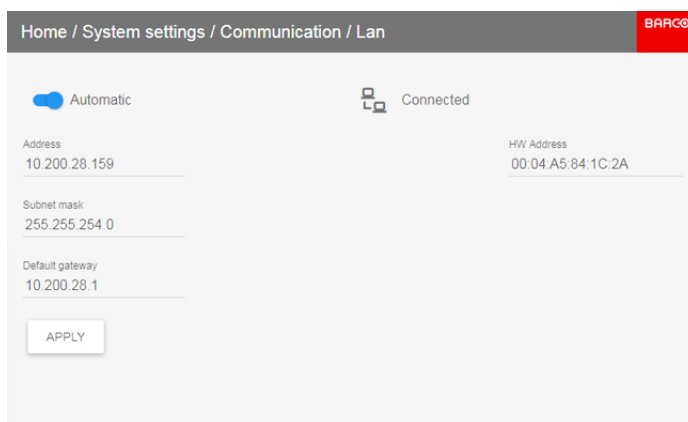 Home / System settings / Communication / Lan
BARCO
Automatic
Connected
Address
10.200.28.159
HW Address
00:04:A5:84:1C:2A
Subnet mask
255.255.254.0
Default gateway
10.200.28.1
APPLY